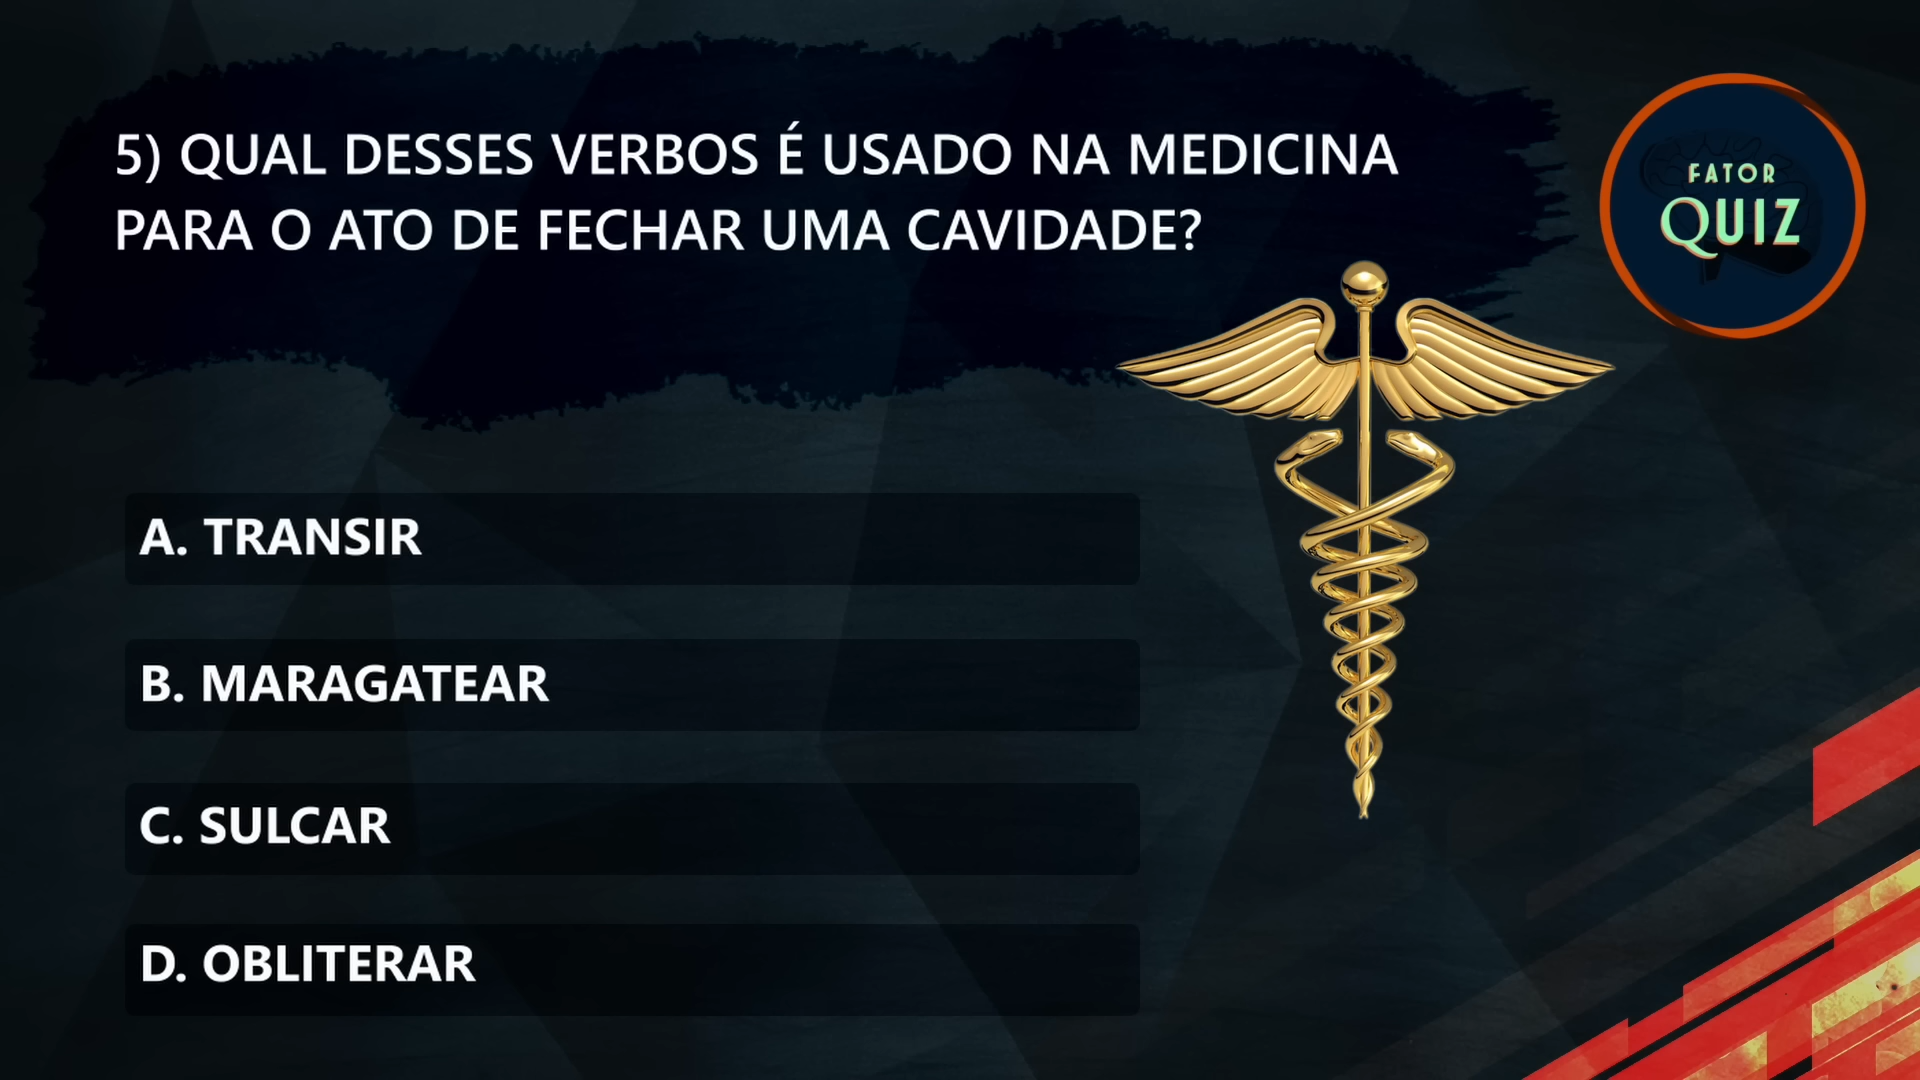 5) QUAL DESSES VERBOS É USADO NA MEDICINA
PARA O ATO DE FECHAR UMA CAVIDADE?
FATOR
QUIZ
A. TRANSIR
B. MARAGATEAR
C. SULCAR
D. OBLITERAR